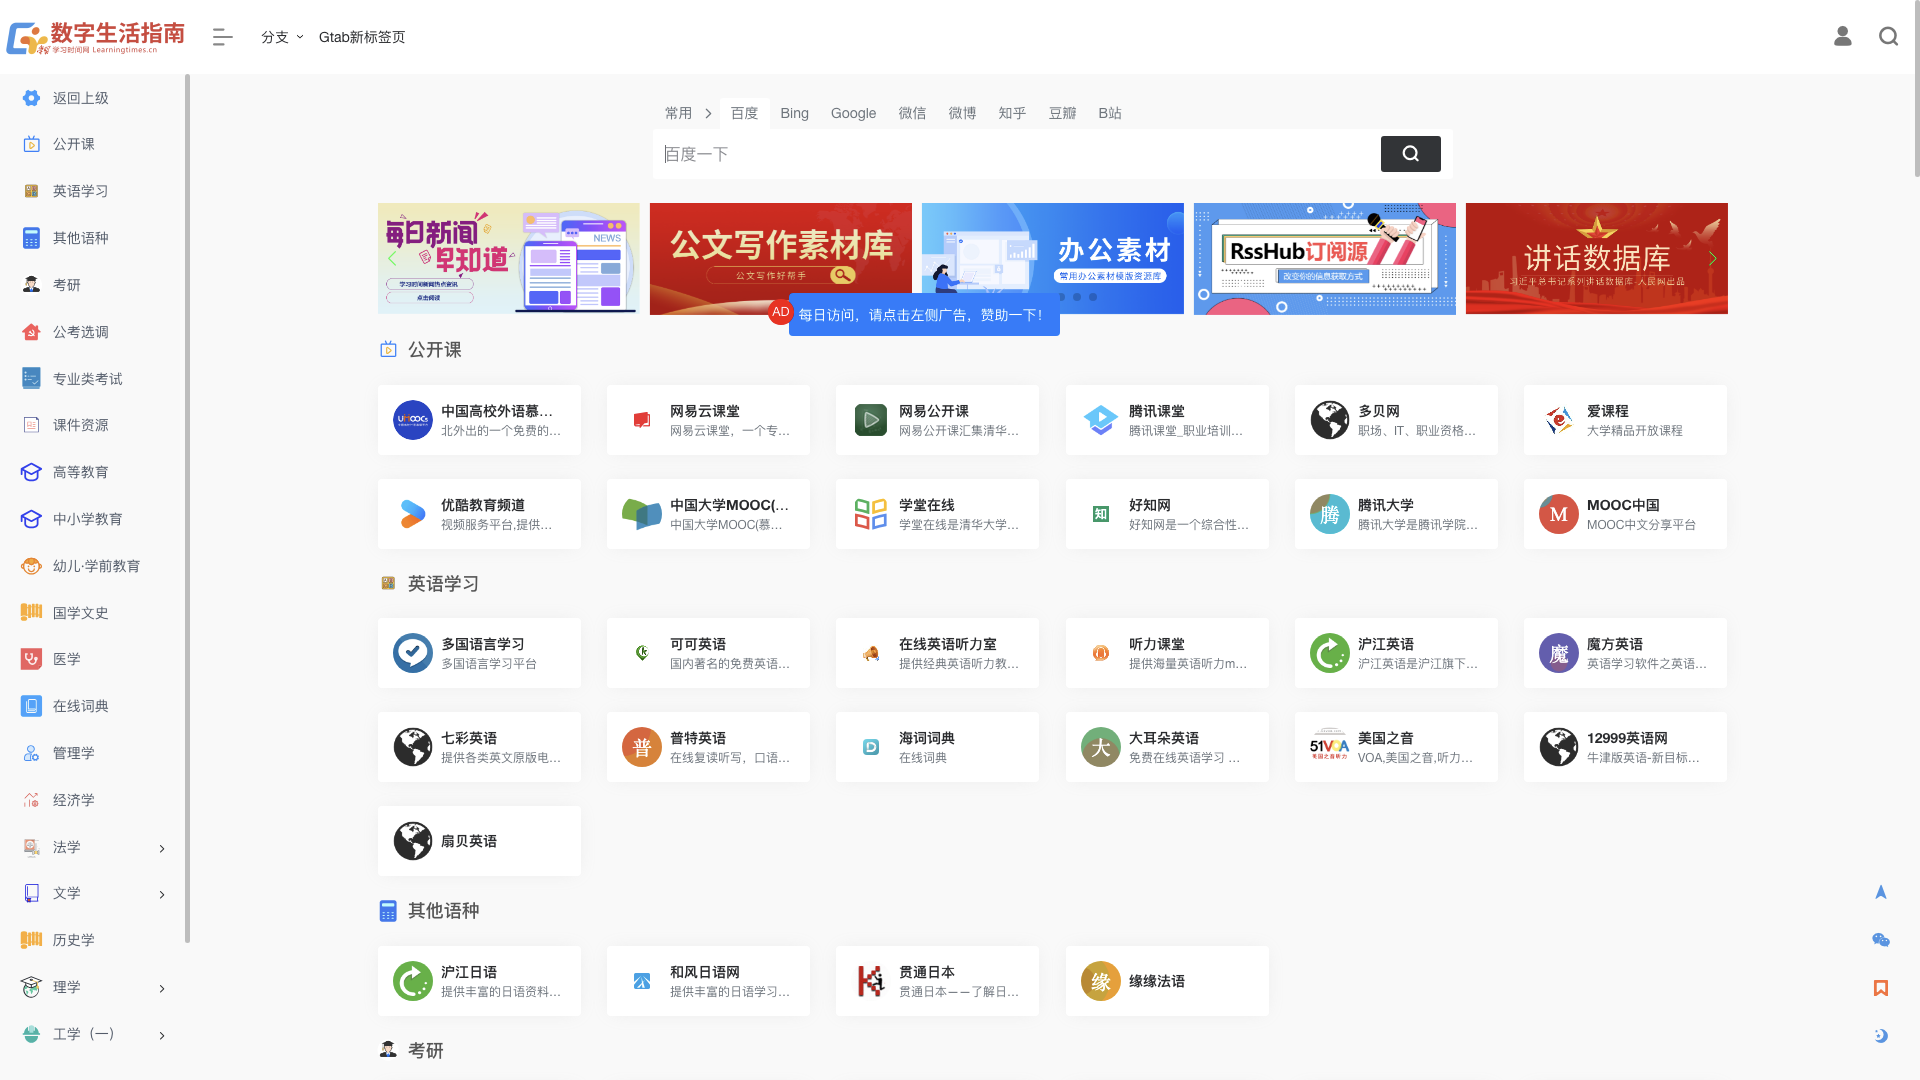 数字生活指南
学习时间网 Learningtimes.cn
分支
Gtab新标签页
返回上级
公开课
英语学习
其他语种
考研
公考选调
专业类考试
课件资源
高等教育
中小学教育
幼儿·学前教育
国学文史
医学
在线词典
管理学
经济学
法学
文学
历史学
理学
工学（一）
常用
百度
Bing
Google
微信
微博
知乎
豆瓣
B站
百度一下
每日新闻
早知道
学习时间新闻热点资讯
点击阅读
NEWS
公文写作素材库
公文写作好帮手
办公素材
常用办公素材模版资源库
RssHub订阅源
改变你的信息获取方式
讲话数据库
习近平总书记系列讲话数据库·人民网出品
AD
每日访问，请点击左侧广告，赞助一下！
公开课
UMOOCs
中国高校外语慕...
北外出的一个免费的...
网易云课堂
网易云课堂，一个专...
网易公开课
网易公开课汇集清华...
腾讯课堂
腾讯课堂_职业培训...
多贝网
职场、IT、职业资格...
爱课程
大学精品开放课程
优酷教育频道
视频服务平台,提供...
中国大学MOOC(...
中国大学MOOC(慕...
学堂在线
学堂在线是清华大学...
知
好知网
好知网是一个综合性...
腾
腾讯大学
腾讯大学是腾讯学院...
M
MOOC中国
MOOC中文分享平台
英语学习
多国语言学习
多国语言学习平台
可可英语
国内著名的免费英语...
在线英语听力室
提供经典英语听力教...
听力课堂
提供海量英语听力m...
沪江英语
沪江英语是沪江旗下...
魔
魔方英语
英语学习软件之英语...
七彩英语
提供各类英文原版电...
普
普特英语
在线复读听写，口语...
D
海词词典
在线词典
大
大耳朵英语
免费在线英语学习 ...
51VOA
美国之音听力
美国之音
VOA,美国之音,听力...
12999英语网
牛津版英语-新目标...
扇贝英语
其他语种
沪江日语
提供丰富的日语资料...
和风日语网
提供丰富的日语学习...
贯通日本
贯通日本——了解日...
缘
缘缘法语
考研